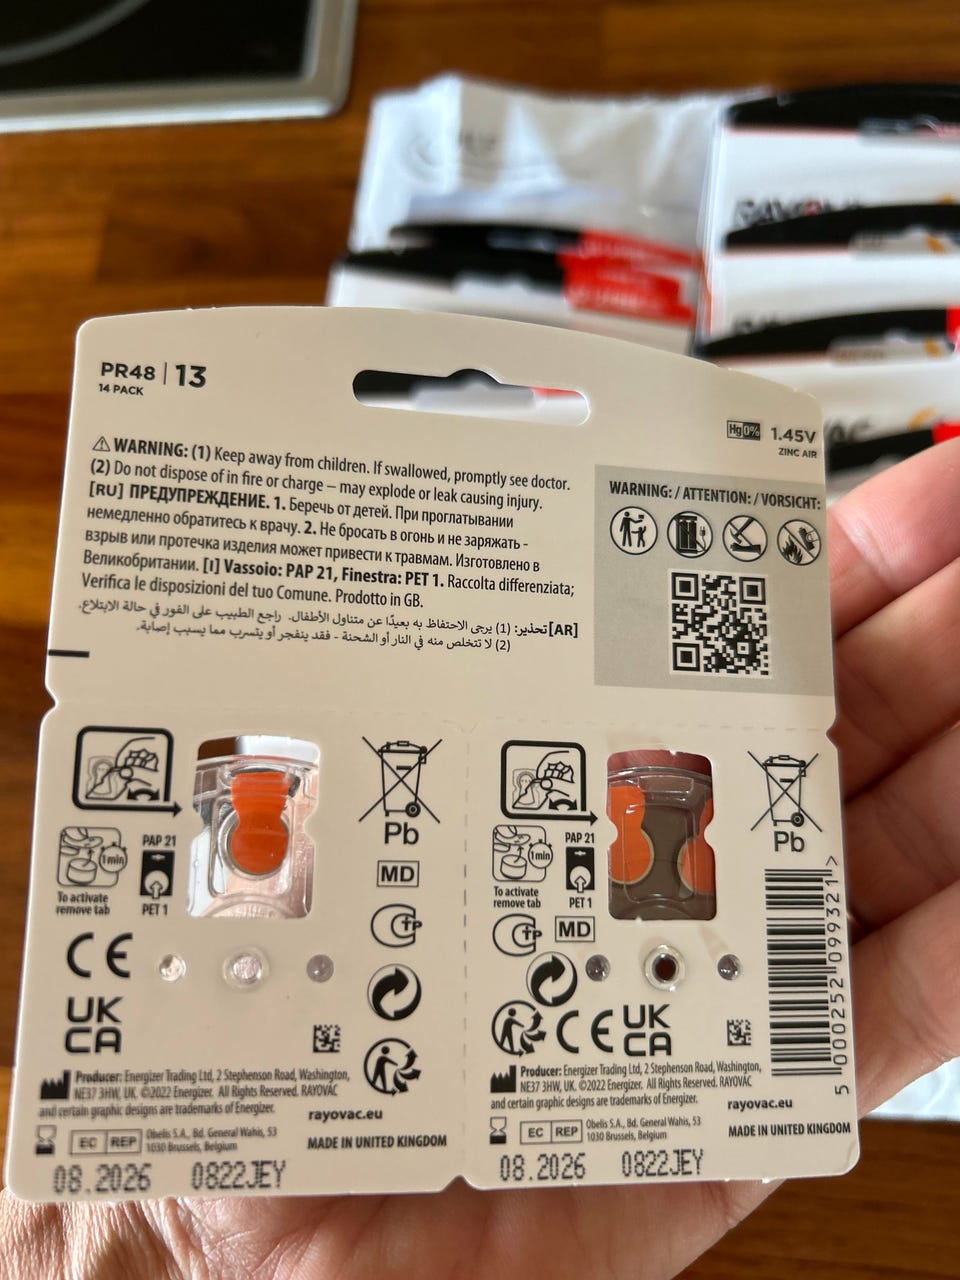 PR48 | 13
14 PACK
Hg 0% 1.45V
ZINC AIR
⚠ WARNING: (1) Keep away from children. If swallowed, promptly see doctor.
(2) Do not dispose of in fire or charge – may explode or leak causing injury.
[RU] ПРЕДУПРЕЖДЕНИЕ. 1. Беречь от детей. При проглатывании
немедленно обратитесь к врачу. 2. Не бросать в огонь и не заряжать -
взрыв или протечка изделия может привести к травмам. Изготовлено в
Великобритании. [I] Vassoio: PAP 21, Finestra: PET 1. Raccolta differenziata;
Verifica le disposizioni del tuo Comune. Prodotto in GB.
[AR] تحذير: (1) يرجى الاحتفاظ به بعيدًا عن متناول الأطفال. راجع الطبيب على الفور في حالة الابتلاع.
(2) لا تتخلص منه في النار أو الشحنة - فقد ينفجر أو يتسرب مما يسبب إصابة.
WARNING: / ATTENTION: / VORSICHT:
1min
To activate
remove tab
PAP 21
PET 1
Pb
MD
CE
UK
CA
Producer: Energizer Trading Ltd, 2 Stephenson Road, Washington,
NE37 3HW, UK. ©2022 Energizer. All Rights Reserved. RAYOVAC
and certain graphic designs are trademarks of Energizer.
rayovac.eu
EC REP
Obelis S.A., Bd. General Wahis, 53
1030 Brussels, Belgium
MADE IN UNITED KINGDOM
08.2026 0822JEY
1min
To activate
remove tab
PAP 21
PET 1
Pb
MD
CE
UK
CA
5 000252 099321 >
Producer: Energizer Trading Ltd, 2 Stephenson Road, Washington,
NE37 3HW, UK. ©2022 Energizer. All Rights Reserved. RAYOVAC
and certain graphic designs are trademarks of Energizer.
rayovac.eu
EC REP
Obelis S.A., Bd. General Wahis, 53
1030 Brussels, Belgium
MADE IN UNITED KINGDOM
08.2026 0822JEY